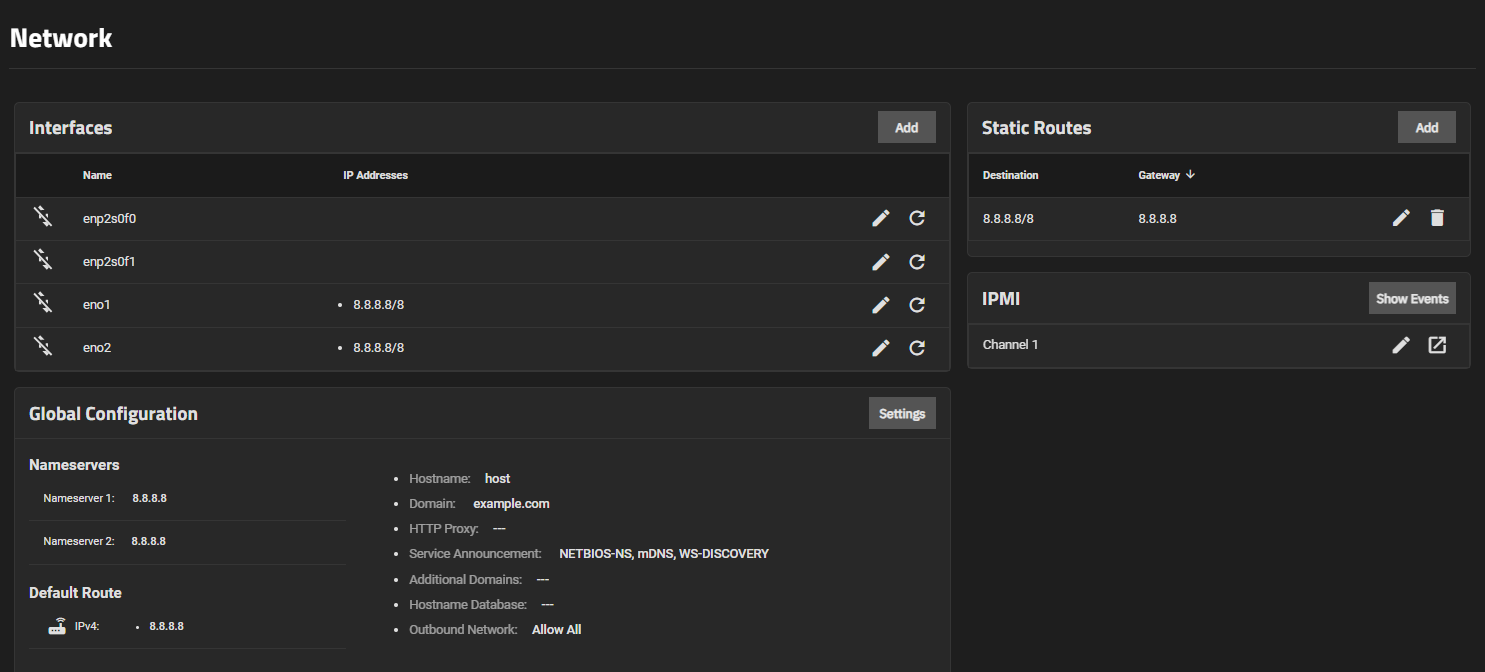 Network
Interfaces
Add
Name IP Addresses
enp2s0f0
enp2s0f1
eno1 • 8.8.8.8/8
eno2 • 8.8.8.8/8
Global Configuration
Settings
Nameservers
Nameserver 1: 8.8.8.8
Nameserver 2: 8.8.8.8
Default Route
IPv4: • 8.8.8.8
• Hostname: host
• Domain: example.com
• HTTP Proxy: ---
• Service Announcement: NETBIOS-NS, mDNS, WS-DISCOVERY
• Additional Domains: ---
• Hostname Database: ---
• Outbound Network: Allow All
Static Routes
Add
Destination Gateway
8.8.8.8/8 8.8.8.8
IPMI
Show Events
Channel 1